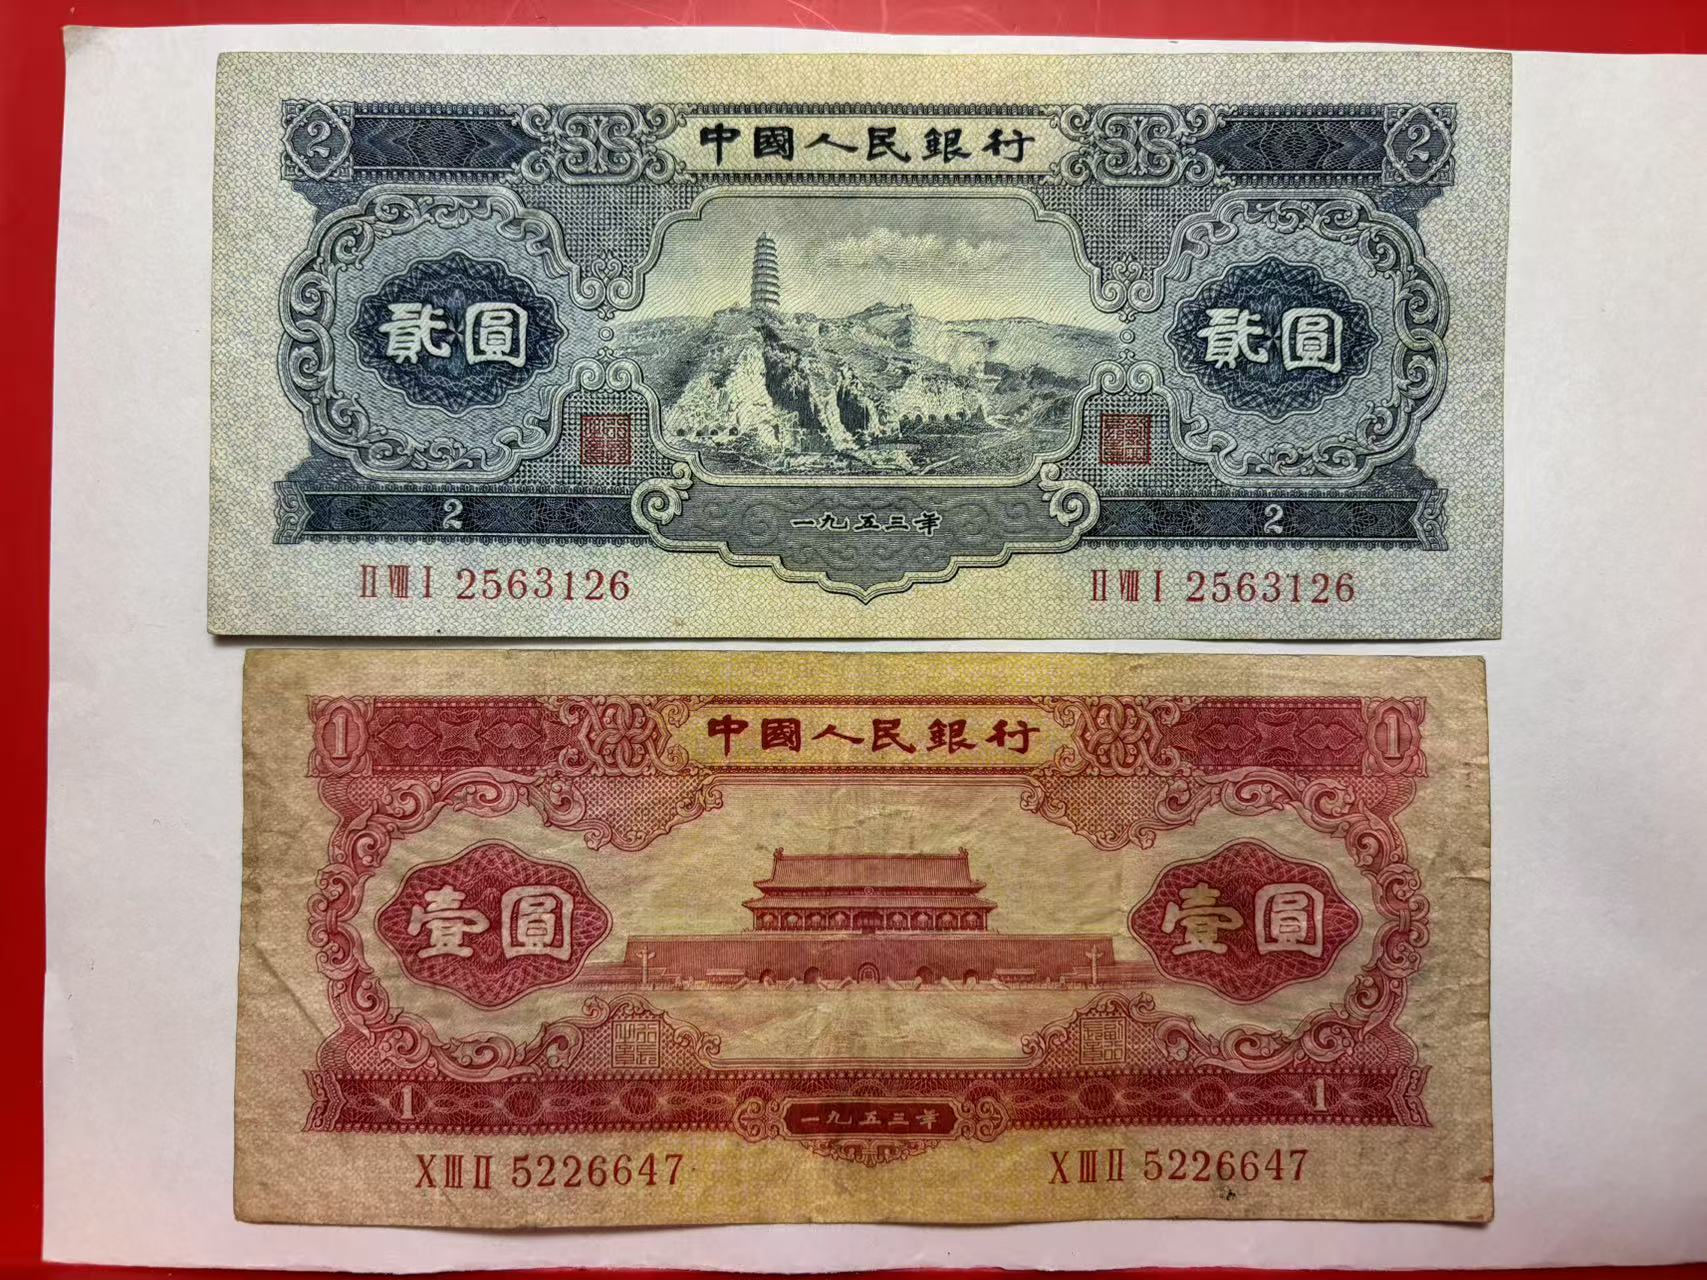 2 中國人民銀行 2
貳圓 貳圓
2 一九五三年 2
ⅡⅧⅠ 2563126 ⅡⅧⅠ 2563126
1 中國人民銀行 1
壹圓 壹圓
1 一九五三年 1
ⅩⅢⅡ 5226647 ⅩⅢⅡ 5226647